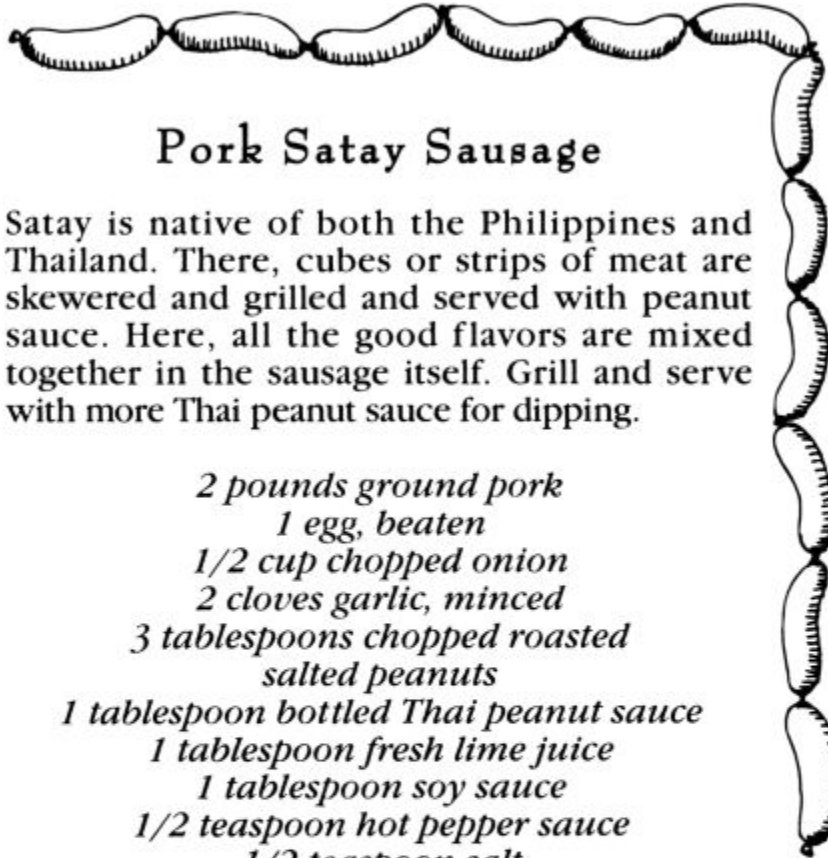 Pork Satay Sausage
Satay is native of both the Philippines and
Thailand. There, cubes or strips of meat are
skewered and grilled and served with peanut
sauce. Here, all the good flavors are mixed
together in the sausage itself. Grill and serve
with more Thai peanut sauce for dipping.
2 pounds ground pork
1 egg, beaten
1/2 cup chopped onion
2 cloves garlic, minced
3 tablespoons chopped roasted
salted peanuts
1 tablespoon bottled Thai peanut sauce
1 tablespoon fresh lime juice
1 tablespoon soy sauce
1/2 teaspoon hot pepper sauce
1/2 teaspoon salt